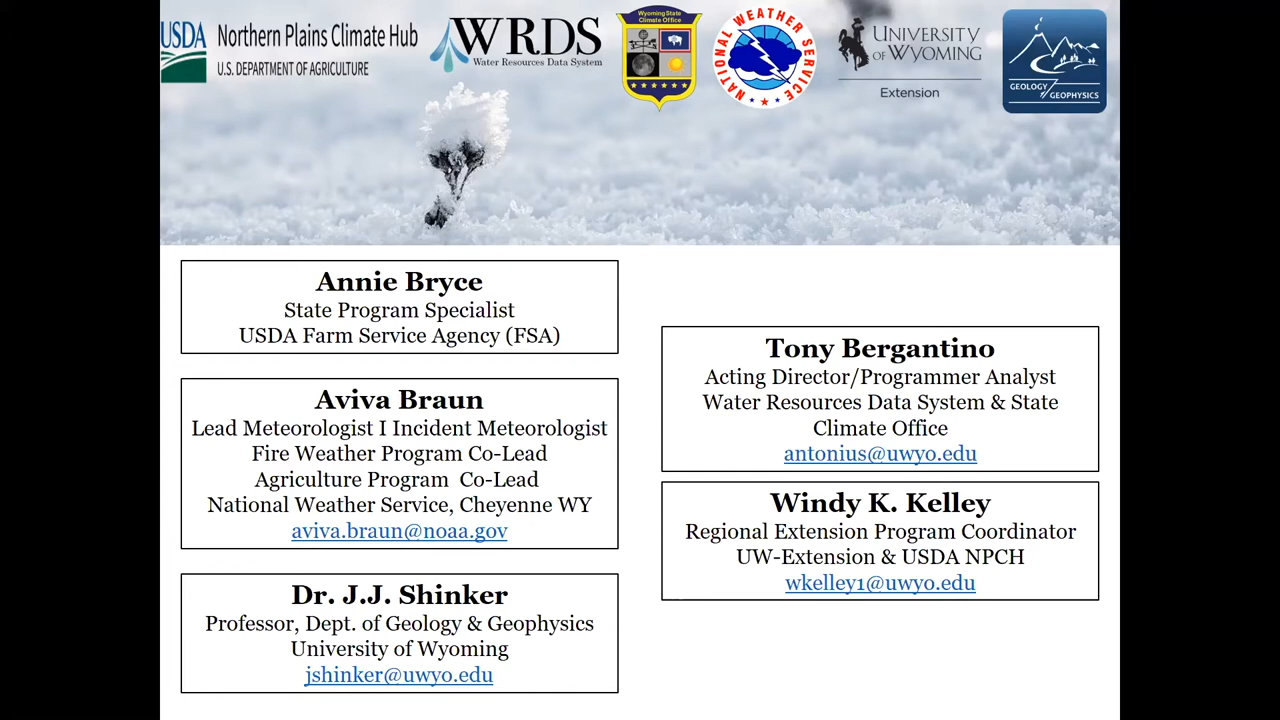 USDA
Northern Plains Climate Hub
U.S. DEPARTMENT OF AGRICULTURE
WRDS
Water Resources Data System
Wyoming State
Climate Office
NATIONAL WEATHER SERVICE
UNIVERSITY
OF WYOMING
Extension
GEOLOGY
GEOPHYSICS
Annie Bryce
State Program Specialist
USDA Farm Service Agency (FSA)
Aviva Braun
Lead Meteorologist I Incident Meteorologist
Fire Weather Program Co-Lead
Agriculture Program  Co-Lead
National Weather Service, Cheyenne WY
aviva.braun@noaa.gov
Dr. J.J. Shinker
Professor, Dept. of Geology & Geophysics
University of Wyoming
jshinker@uwyo.edu
Tony Bergantino
Acting Director/Programmer Analyst
Water Resources Data System & State
Climate Office
antonius@uwyo.edu
Windy K. Kelley
Regional Extension Program Coordinator
UW-Extension & USDA NPCH
wkelley1@uwyo.edu